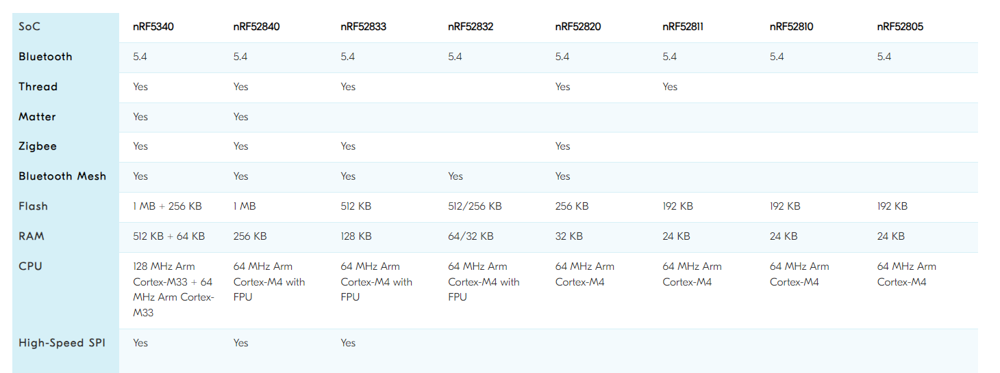 SoC nRF5340 nRF52840 nRF52833 nRF52832 nRF52820 nRF52811 nRF52810 nRF52805
Bluetooth 5.4 5.4 5.4 5.4 5.4 5.4 5.4 5.4
Thread Yes Yes Yes Yes Yes
Matter Yes Yes
Zigbee Yes Yes Yes Yes
Bluetooth Mesh Yes Yes Yes Yes Yes
Flash 1 MB + 256 KB 1 MB 512 KB 512/256 KB 256 KB 192 KB 192 KB 192 KB
RAM 512 KB + 64 KB 256 KB 128 KB 64/32 KB 32 KB 24 KB 24 KB 24 KB
CPU 128 MHz Arm 64 MHz Arm 64 MHz Arm 64 MHz Arm 64 MHz Arm 64 MHz Arm 64 MHz Arm 64 MHz Arm
Cortex-M33 + 64 Cortex-M4 with Cortex-M4 with Cortex-M4 with Cortex-M4 Cortex-M4 Cortex-M4 Cortex-M4
MHz Arm Cortex- FPU FPU FPU
M33
High-Speed SPI Yes Yes Yes